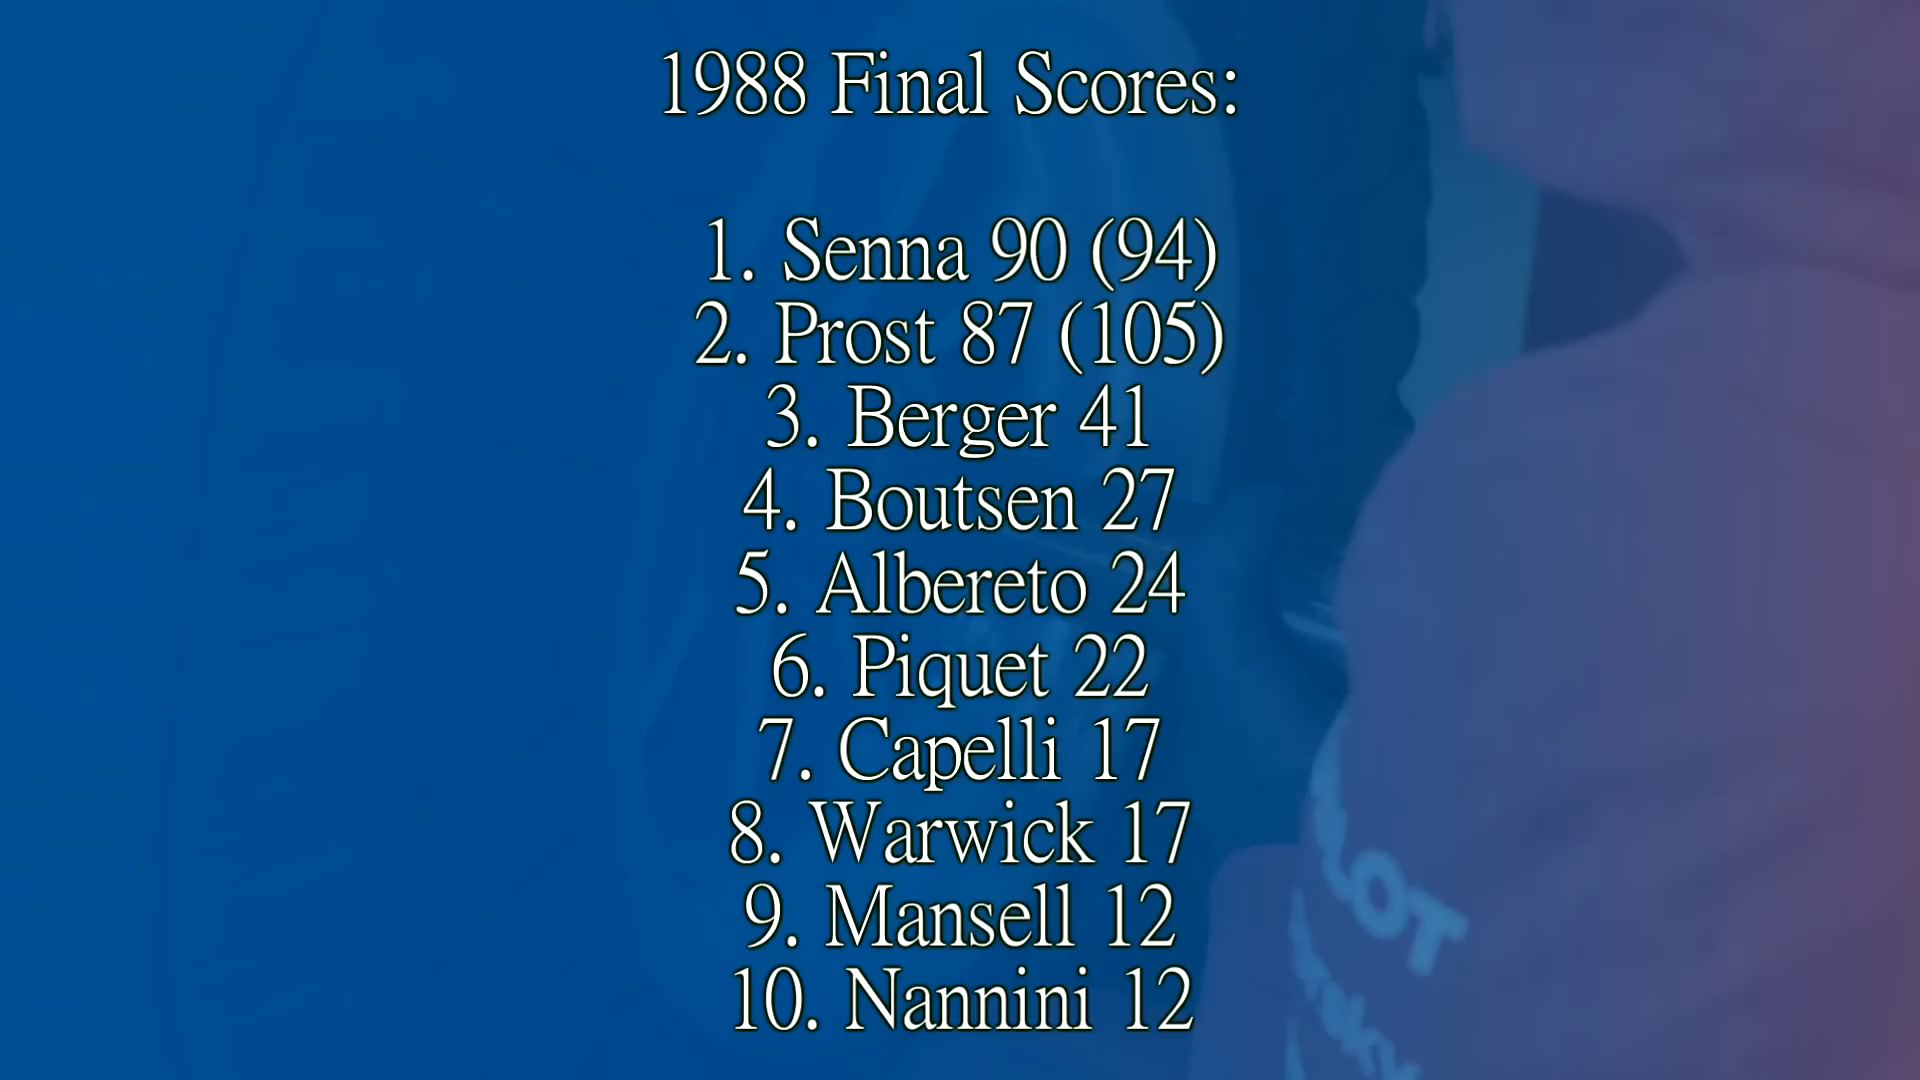 1988 Final Scores:
1. Senna 90 (94)
2. Prost 87 (105)
3. Berger 41
4. Boutsen 27
5. Albereto 24
6. Piquet 22
7. Capelli 17
8. Warwick 17
9. Mansell 12
10. Nannini 12